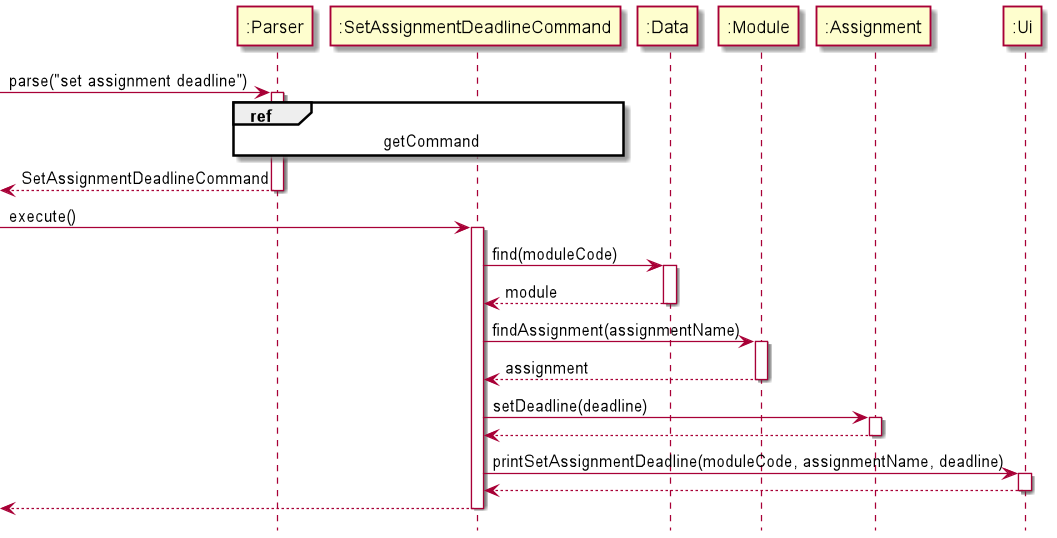 :Parser
:SetAssignmentDeadlineCommand
:Data
:Module
:Assignment
:Ui
parse("set assignment deadline")
ref
getCommand
SetAssignmentDeadlineCommand
execute()
find(moduleCode)
module
findAssignment(assignmentName)
assignment
setDeadline(deadline)
printSetAssignmentDeadline(moduleCode, assignmentName, deadline)